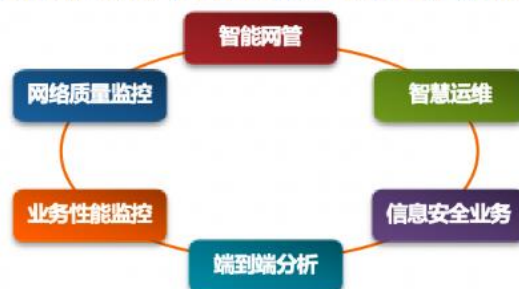 智能网管
网络质量监控
智慧运维
业务性能监控
信息安全业务
端到端分析